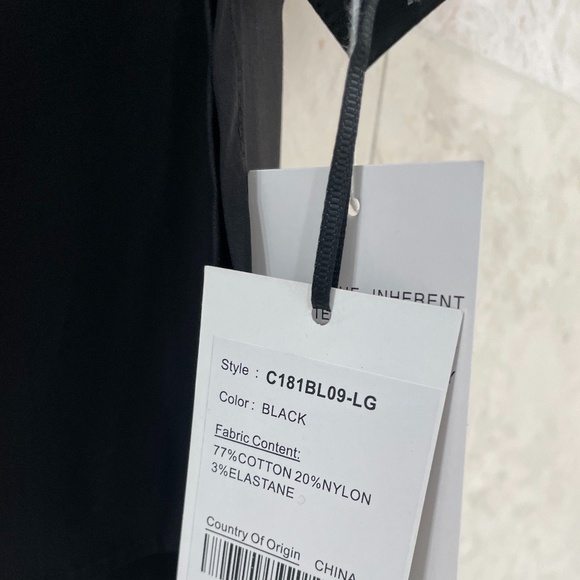 INHERENT
Style : C181BL09-LG
Color : BLACK
Fabric Content:
77%COTTON 20%NYLON
3%ELASTANE
Country Of Origin CHINA